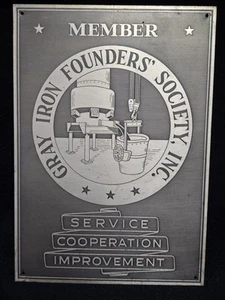 MEMBER
GRAY IRON FOUNDERS' SOCIETY, INC.
SERVICE
COOPERATION
IMPROVEMENT